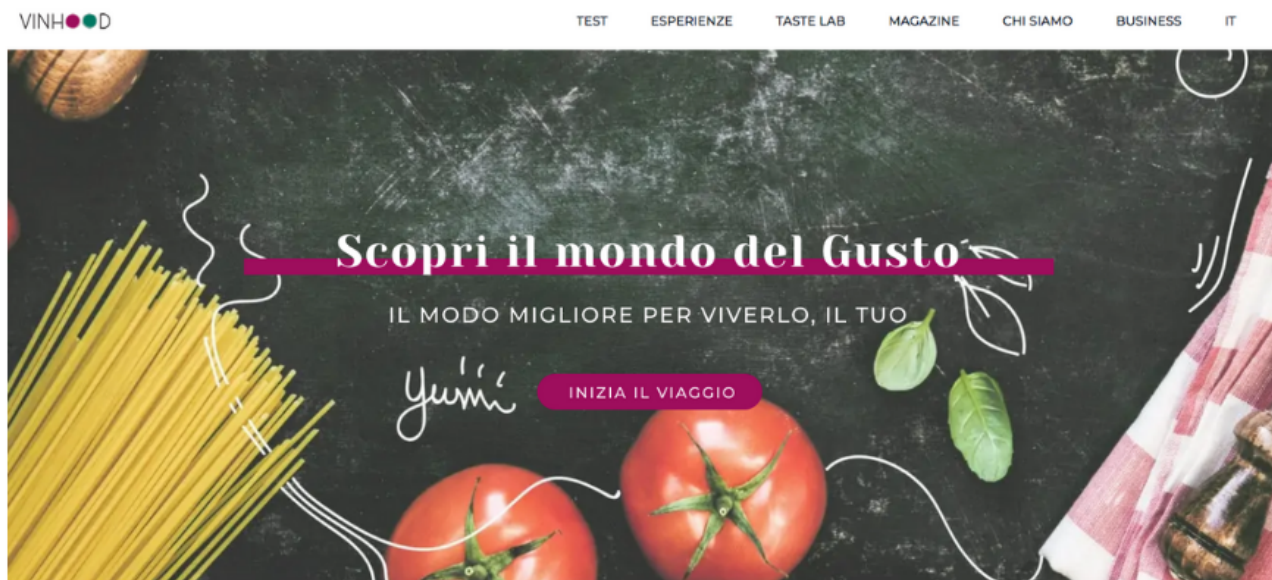 VINHOOD
TEST ESPERIENZE TASTE LAB MAGAZINE CHI SIAMO BUSINESS IT
Scopri il mondo del Gusto
IL MODO MIGLIORE PER VIVERLO, IL TUO
yumi
INIZIA IL VIAGGIO